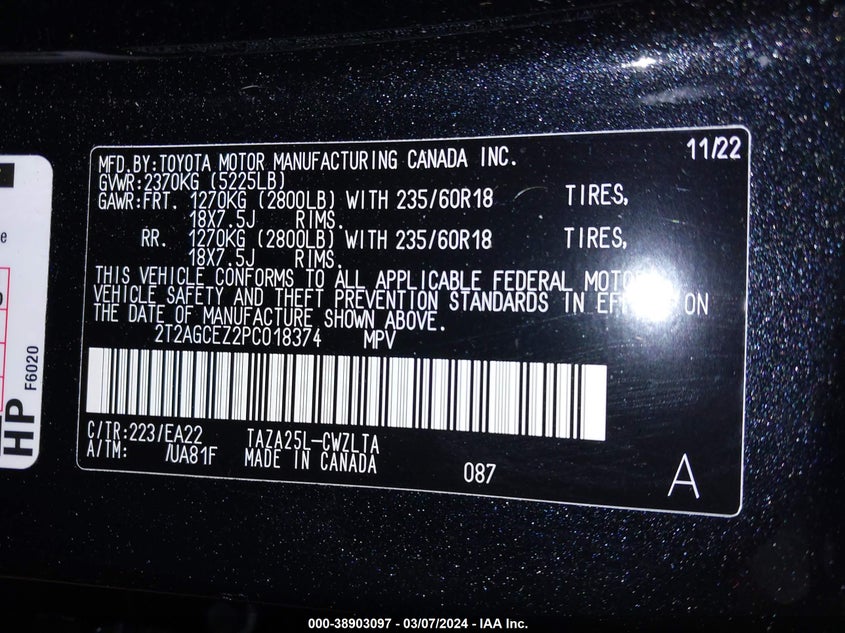 MFD.BY:TOYOTA MOTOR MANUFACTURING CANADA INC. 11/22
GVWR:2370KG (5225LB)
GAWR:FRT. 1270KG (2800LB) WITH 235/60R18 TIRES,
18X7.5J RIMS.
RR. 1270KG (2800LB) WITH 235/60R18 TIRES,
18X7.5J RIMS.
THIS VEHICLE CONFORMS TO ALL APPLICABLE FEDERAL
VEHICLE SAFETY AND THEFT PREVENTION STANDARDS IN ON
THE DATE OF MANUFACTURE SHOWN ABOVE.
2T2AGCEZ2PC018374 MPV
C/TR:223/EA22 TAZA25L-CWZLTA
A/TM: /UA81F MADE IN CANADA
087 A
HP F6020
000-38903097 - 03/07/2024 - IAA Inc.